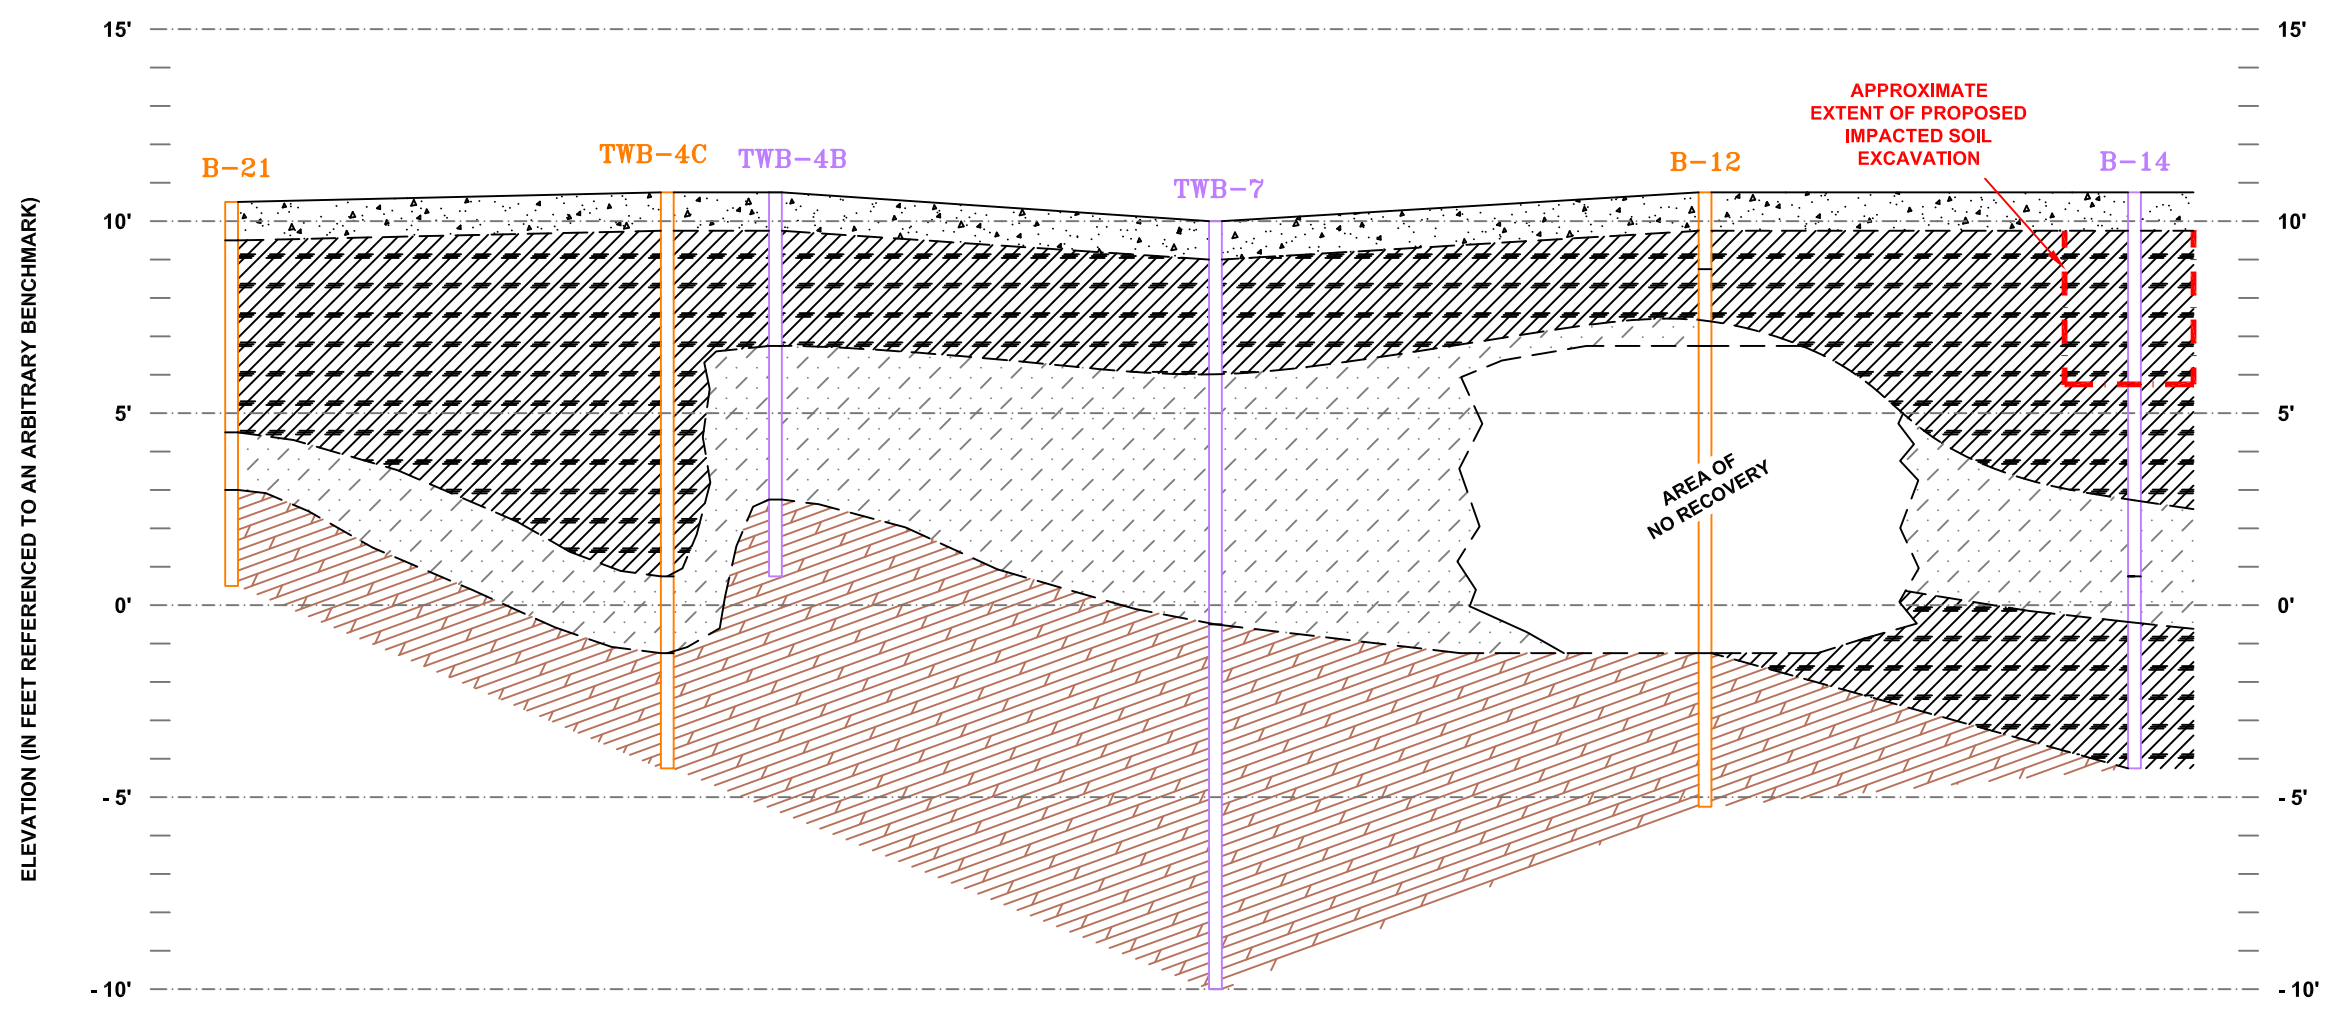 15'
15'
APPROXIMATE
EXTENT OF PROPOSED
IMPACTED SOIL
EXCAVATION
B-21
TWB-4C
TWB-4B
TWB-7
B-12
B-14
10'
10'
5'
5'
AREA OF
NO RECOVERY
0'
0'
- 5'
- 5'
- 10'
- 10'
ELEVATION (IN FEET REFERENCED TO AN ARBITRARY BENCHMARK)